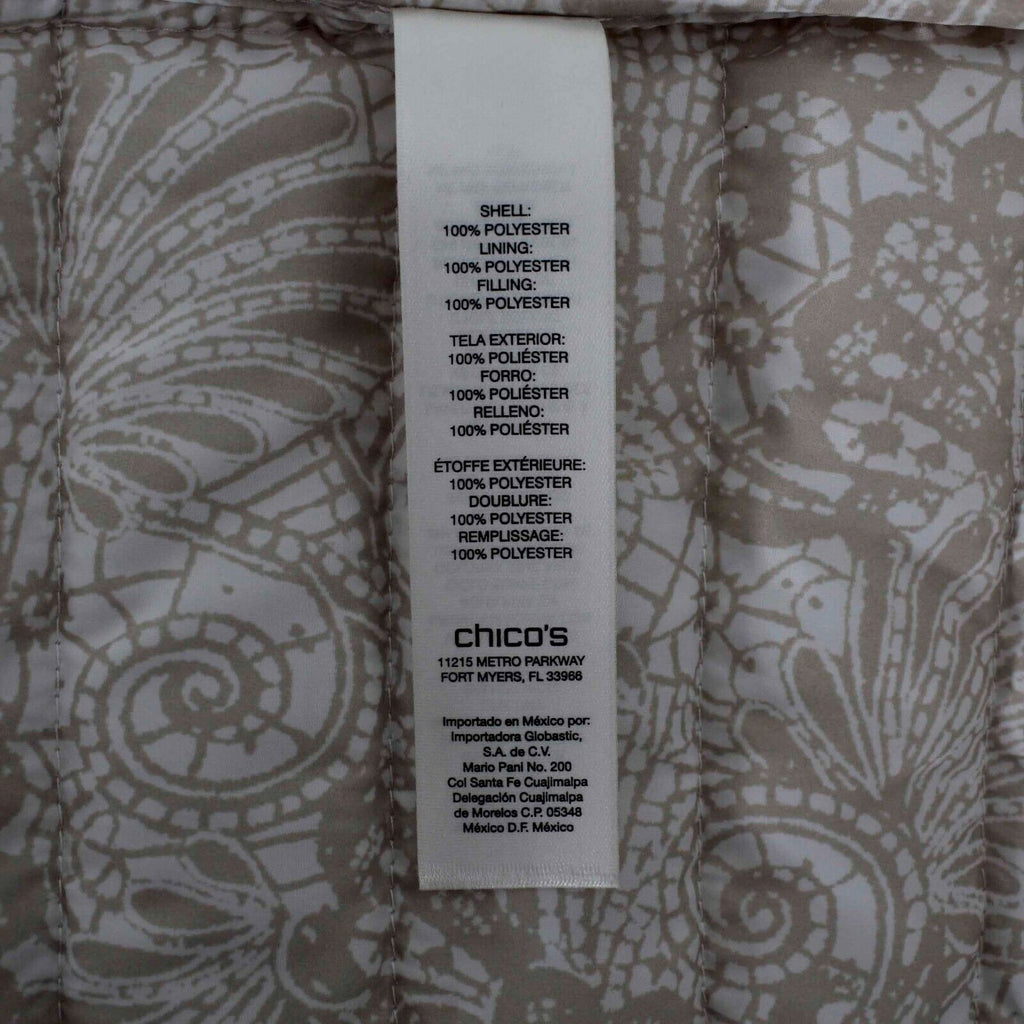 SHELL:
100% POLYESTER
LINING:
100% POLYESTER
FILLING:
100% POLYESTER
TELA EXTERIOR:
100% POLIÉSTER
FORRO:
100% POLIÉSTER
RELLENO:
100% POLIÉSTER
ÉTOFFE EXTÉRIEURE:
100% POLYESTER
DOUBLURE:
100% POLYESTER
REMPLISSAGE:
100% POLYESTER
chico's
11215 METRO PARKWAY
FORT MYERS, FL 33966
Importado en México por:
Importadora Globastic,
S.A. de C.V.
Mario Pani No. 200
Col Santa Fe Cuajimalpa
Delegación Cuajimalpa
de Morelos C.P. 05348
México D.F. México